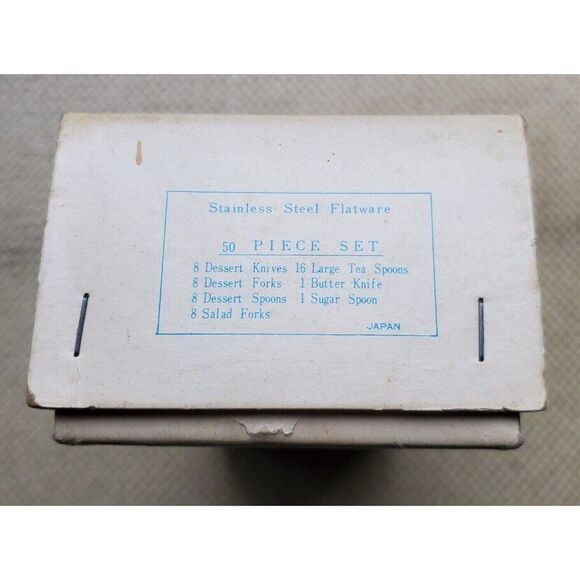 Stainless Steel Flatware
50 PIECE SET
8 Dessert Knives 16 Large Tea Spoons
8 Dessert Forks 1 Butter Knife
8 Dessert Spoons 1 Sugar Spoon
8 Salad Forks
JAPAN